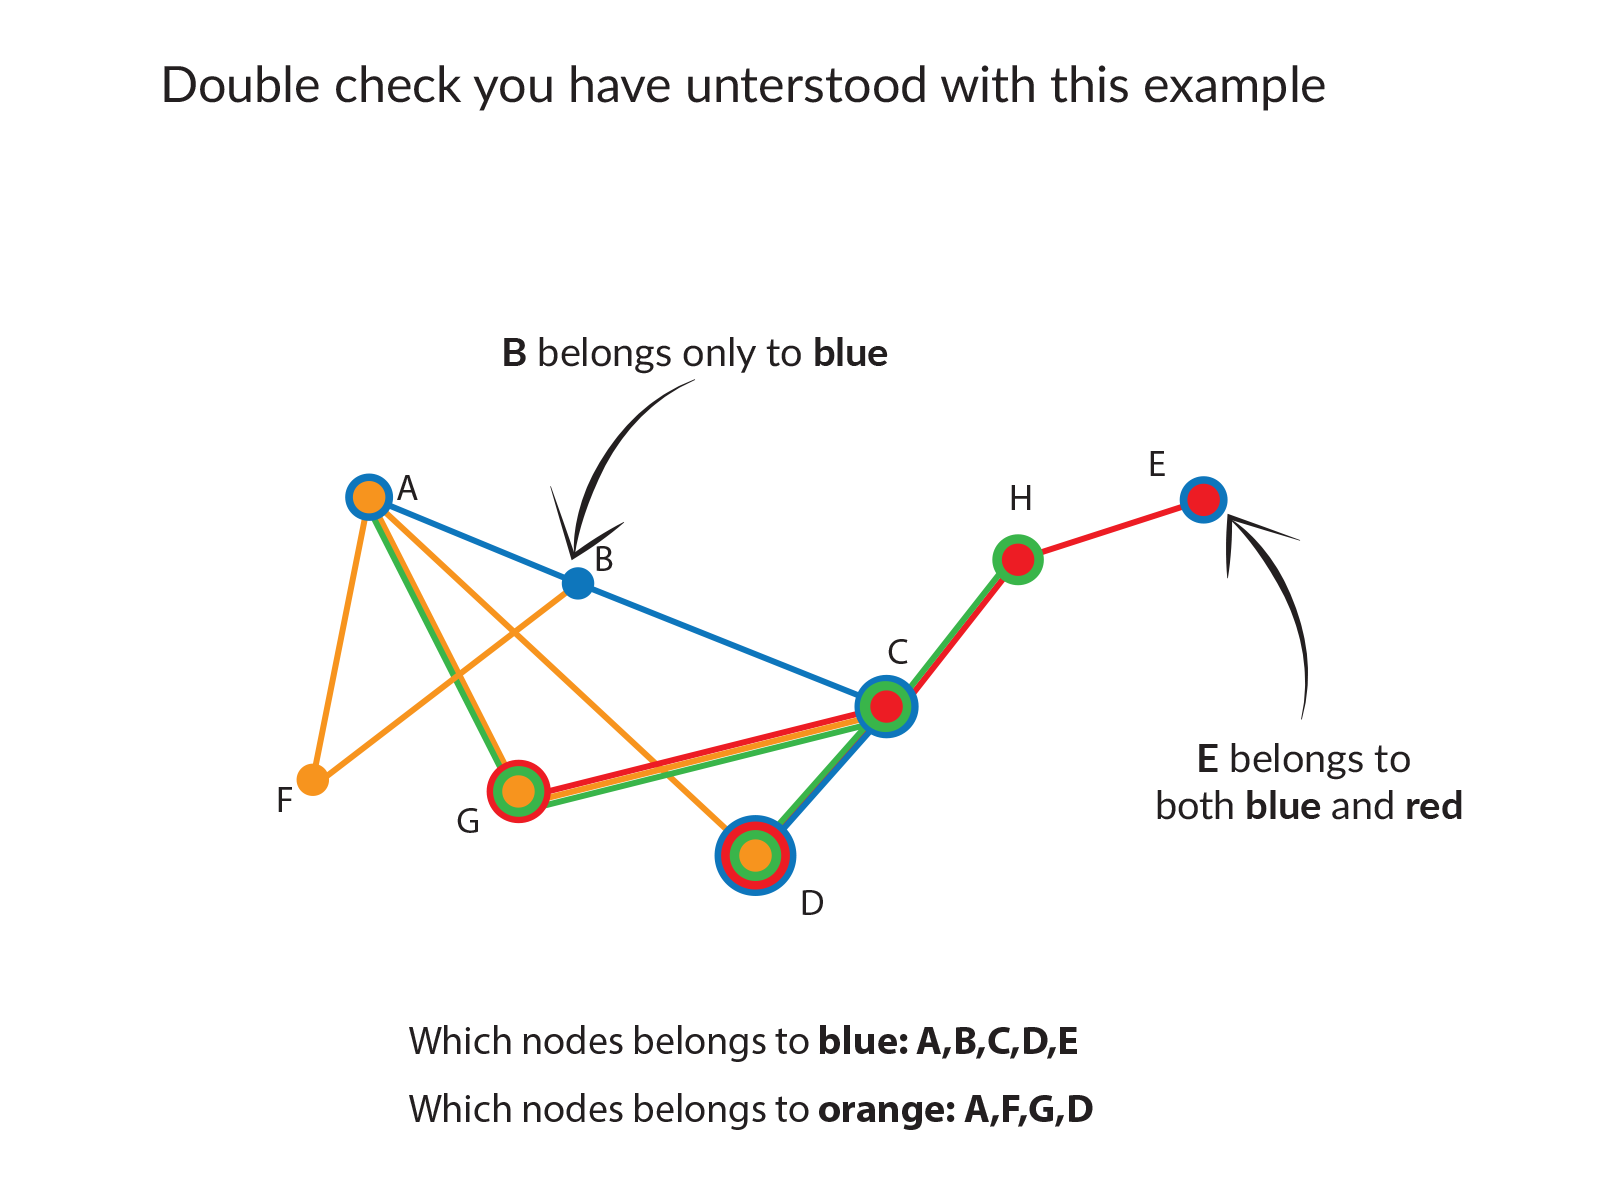 Double check you have unterstood with this example
B belongs only to blue
A
B
E
H
C
F
G
D
E belongs to
both blue and red
Which nodes belongs to blue: A,B,C,D,E
Which nodes belongs to orange: A,F,G,D